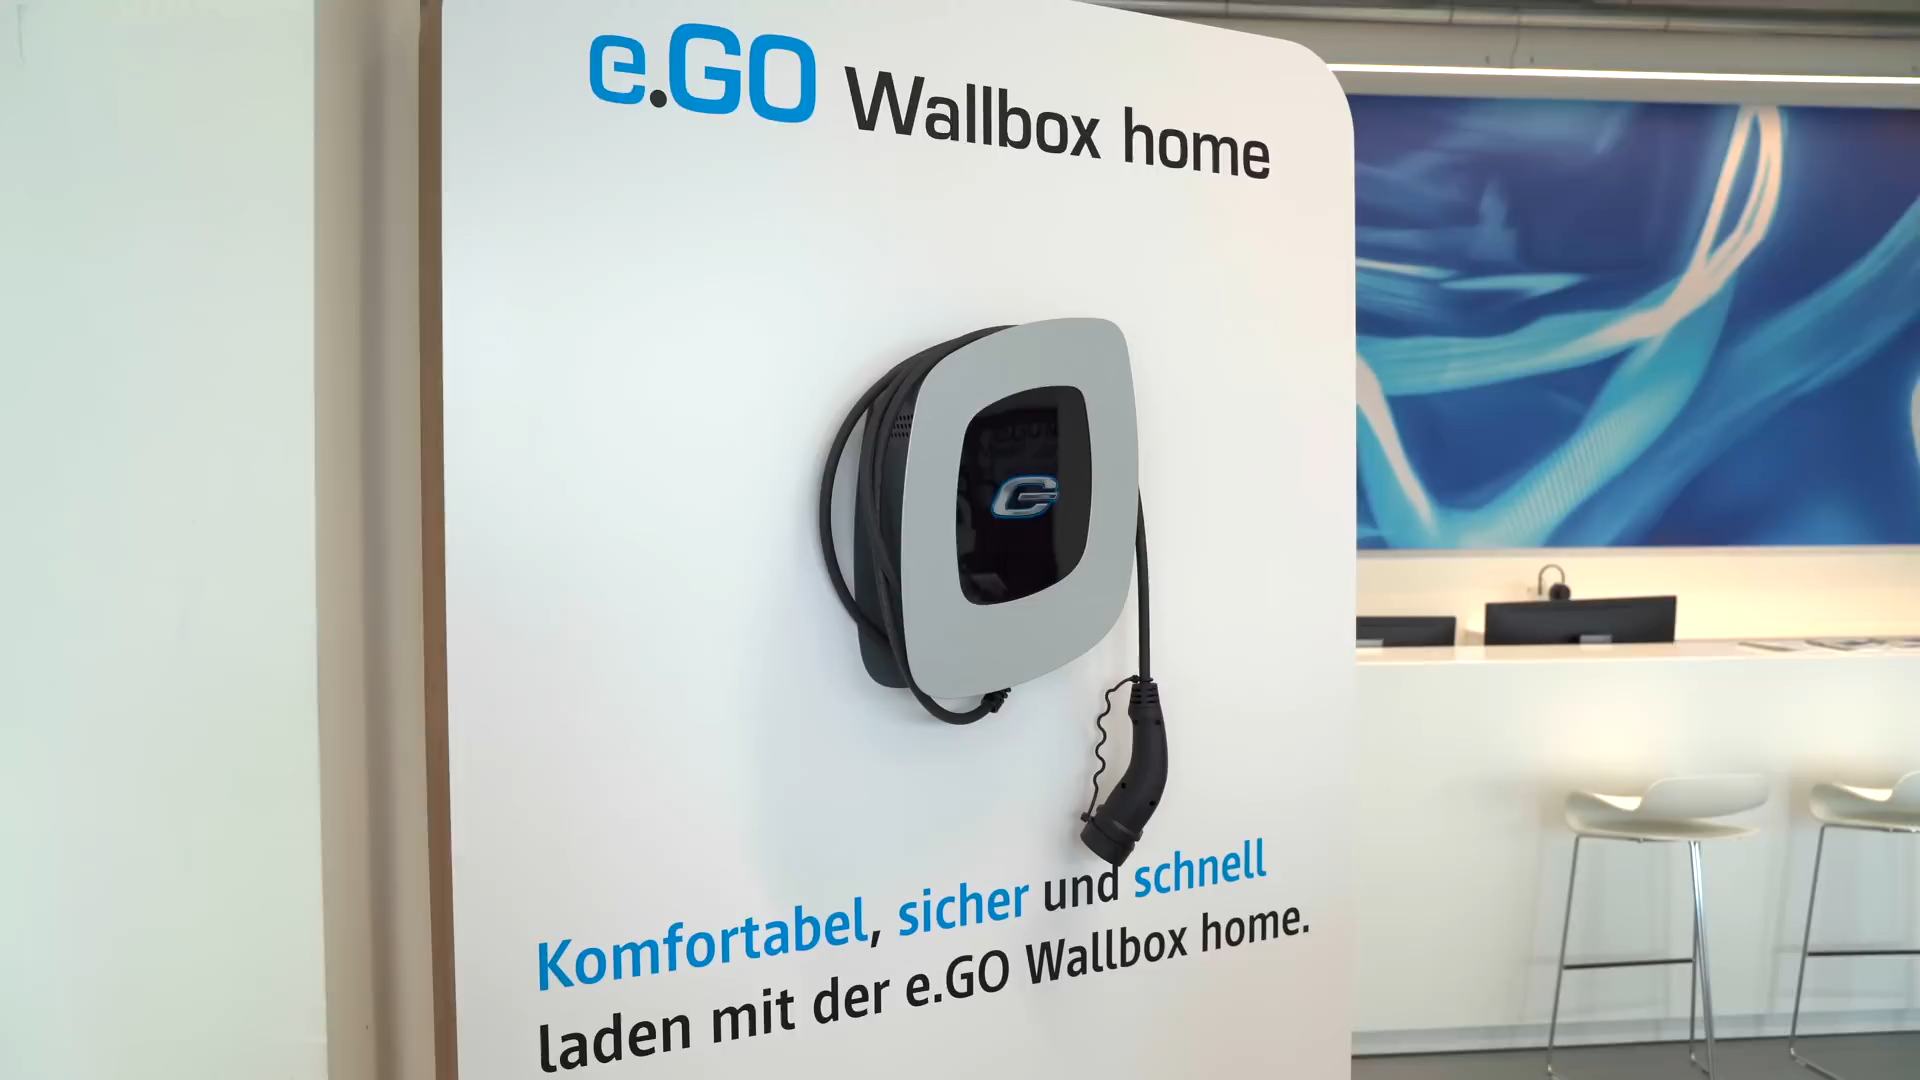 e.GO Wallbox home
e
Komfortabel, sicher und schnell
laden mit der e.GO Wallbox home.